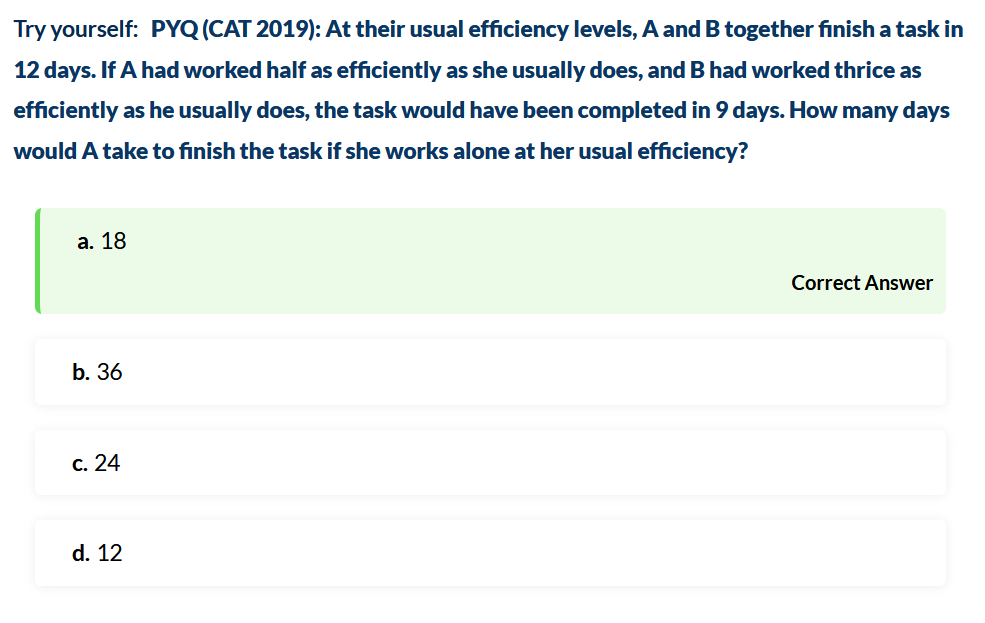 Try yourself: PYQ (CAT 2019): At their usual efficiency levels, A and B together finish a task in
12 days. If A had worked half as efficiently as she usually does, and B had worked thrice as
efficiently as he usually does, the task would have been completed in 9 days. How many days
would A take to finish the task if she works alone at her usual efficiency?
a. 18
Correct Answer
b. 36
c. 24
d. 12